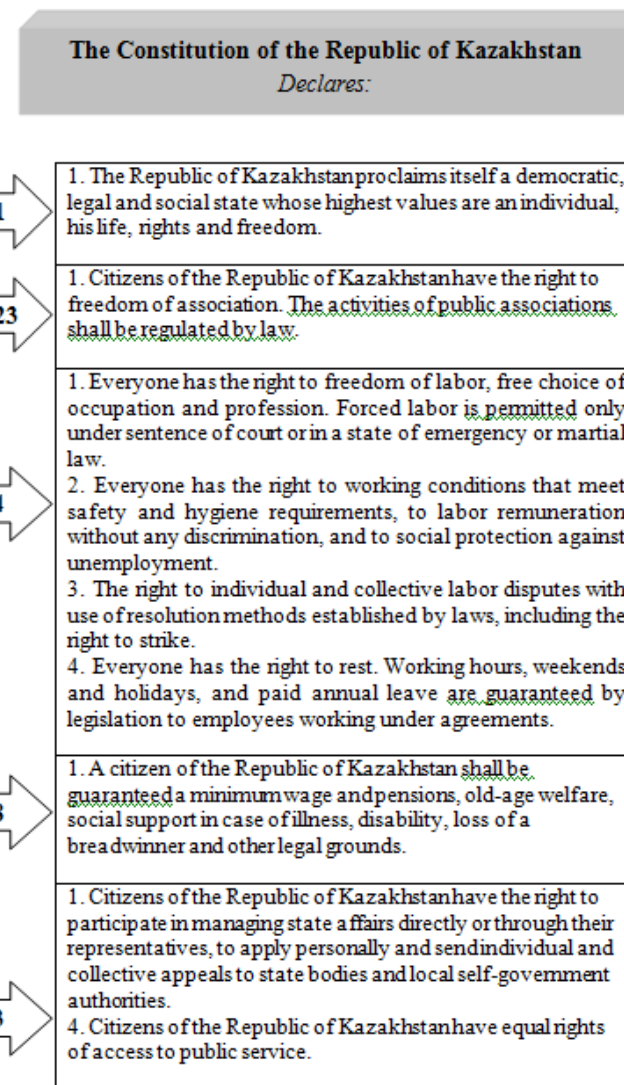 The Constitution of the Republic of Kazakhstan
Declares:
1
1. The Republic of Kazakhstan proclaims itself a democratic,
legal and social state whose highest values are an individual,
his life, rights and freedom.
23
1. Citizens of the Republic of Kazakhstan have the right to
freedom of association. The activities of public associations
shall be regulated by law.
4
1. Everyone has the right to freedom of labor, free choice of
occupation and profession. Forced labor is permitted only
under sentence of court or in a state of emergency or martial
law.
2. Everyone has the right to working conditions that meet
safety and hygiene requirements, to labor remuneration
without any discrimination, and to social protection against
unemployment.
3. The right to individual and collective labor disputes with
use of resolution methods established by laws, including the
right to strike.
4. Everyone has the right to rest. Working hours, weekends
and holidays, and paid annual leave are guaranteed by
legislation to employees working under agreements.
1. A citizen of the Republic of Kazakhstan shall be
guaranteed a minimum wage and pensions, old-age welfare,
social support in case of illness, disability, loss of a
breadwinner and other legal grounds.
1. Citizens of the Republic of Kazakhstan have the right to
participate in managing state affairs directly or through their
representatives, to apply personally and send individual and
collective appeals to state bodies and local self-government
authorities.
4. Citizens of the Republic of Kazakhstan have equal rights
of access to public service.